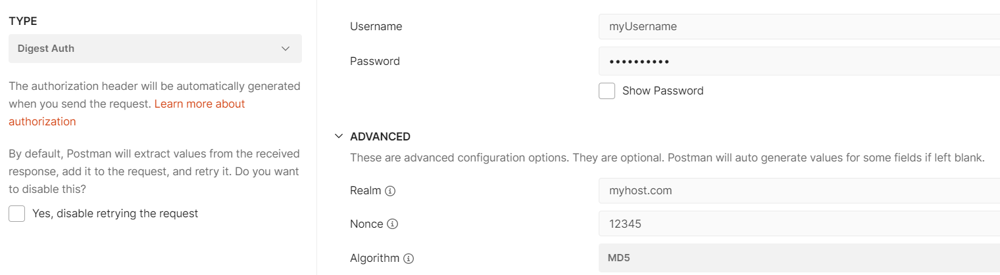 TYPE
Digest Auth
The authorization header will be automatically generated
when you send the request. Learn more about
authorization
By default, Postman will extract values from the received
response, add it to the request, and retry it. Do you want
to disable this?
Yes, disable retrying the request
Username
myUsername
Password
••••••••••
Show Password
ADVANCED
These are advanced configuration options. They are optional. Postman will auto generate values for some fields if left blank.
Realm
myhost.com
Nonce
12345
Algorithm
MD5